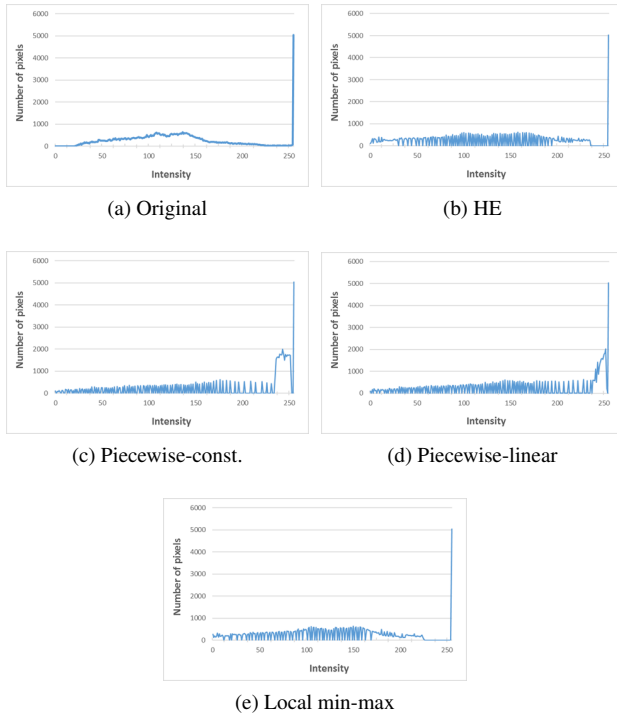 Number of pixels
6000
5000
4000
3000
2000
1000
0
0 50 100 150 200 250
Intensity
(a) Original
Number of pixels
6000
5000
4000
3000
2000
1000
0
0 50 100 150 200 250
Intensity
(b) HE
Number of pixels
6000
5000
4000
3000
2000
1000
0
0 50 100 150 200 250
Intensity
(c) Piecewise-const.
Number of pixels
6000
5000
4000
3000
2000
1000
0
0 50 100 150 200 250
Intensity
(d) Piecewise-linear
Number of pixels
6000
5000
4000
3000
2000
1000
0
0 50 100 150 200 250
Intensity
(e) Local min-max